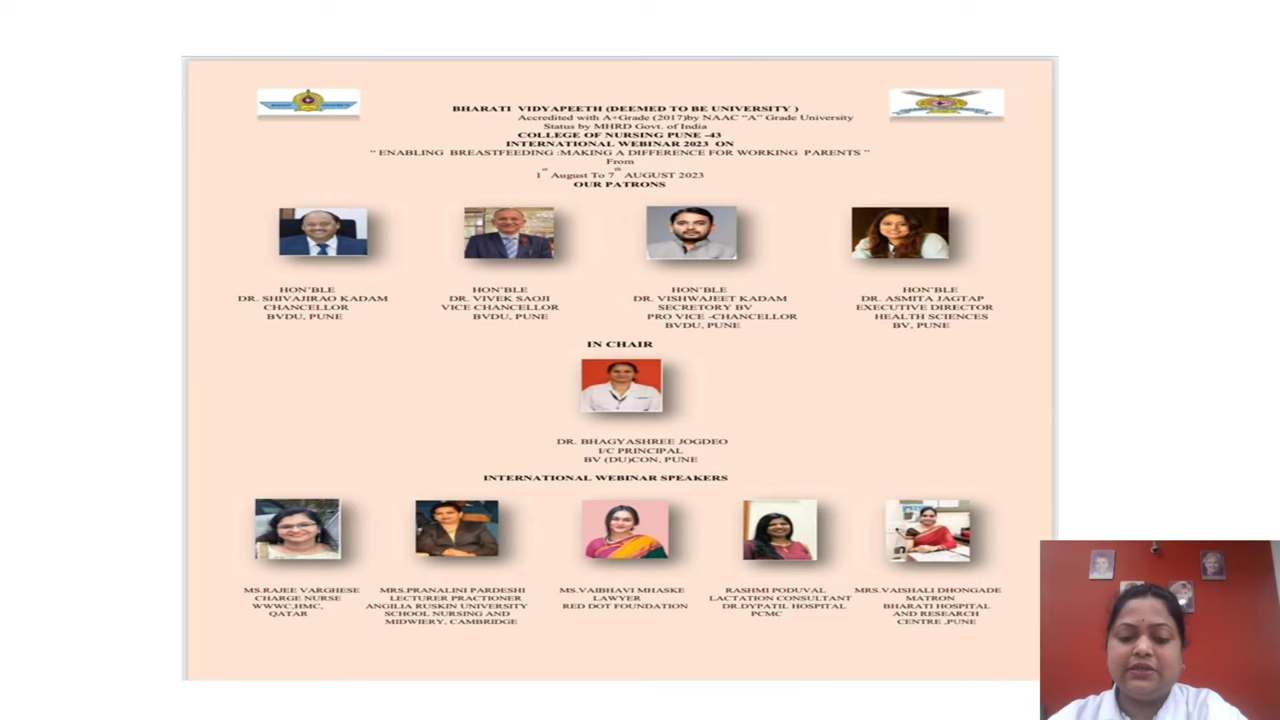 BHARATI VIDYAPEETH (DEEMED TO BE UNIVERSITY )
Accredited with A+Grade (2017)by NAAC “A” Grade University
Status by MHRD Govt. of India
COLLEGE OF NURSING PUNE -43
INTERNATIONAL WEBINAR 2023 ON
“ ENABLING BREASTFEEDING :MAKING A DIFFERENCE FOR WORKING PARENTS ”
From
1st August To 7th AUGUST 2023
OUR PATRONS
HON’BLE
DR. SHIVAJIRAO KADAM
CHANCELLOR
BVDU, PUNE
HON’BLE
DR. VIVEK SAOJI
VICE CHANCELLOR
BVDU, PUNE
HON’BLE
DR. VISHWAJEET KADAM
SECRETORY BV
PRO VICE -CHANCELLOR
BVDU, PUNE
HON’BLE
DR. ASMITA JAGTAP
EXECUTIVE DIRECTOR
HEALTH SCIENCES
BV, PUNE
IN CHAIR
DR. BHAGYASHREE JOGDEO
I/C PRINCIPAL
BV (DU)CON, PUNE
INTERNATIONAL WEBINAR SPEAKERS
MS.RAJEE VARGHESE
CHARGE NURSE
WWWC,HMC,
QATAR
MRS.PRANALINI PARDESHI
LECTURER PRACTIONER
ANGILIA RUSKIN UNIVERSITY
SCHOOL NURSING AND
MIDWIERY, CAMBRIDGE
MS.VAIBHAVI MHASKE
LAWYER
RED DOT FOUNDATION
RASHMI PODUVAL
LACTATION CONSULTANT
DR.DYPATIL HOSPITAL
PCMC
MRS.VAISHALI DHONGADE
MATRON
BHARATI HOSPITAL
AND RESEARCH
CENTRE ,PUNE